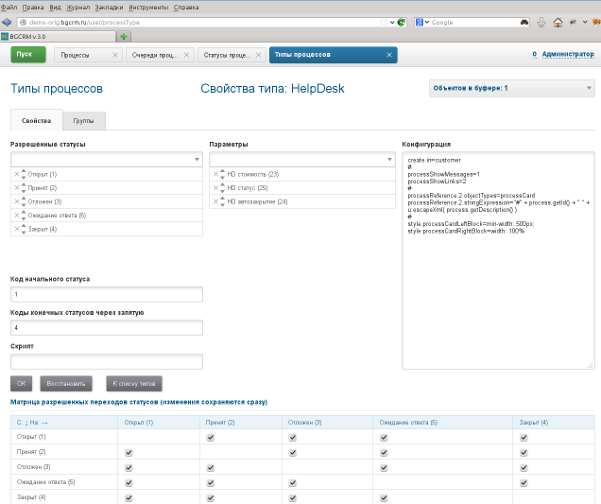 Файл Правка Вид Журнал Закладки Инструменты Справка
demo-orig.bgcrm.ru/user/processType
Google
BGCRM v.3.0
Пуск
Процессы
Очереди проц...
Статусы проце...
Типы процессов
0 Администратор
Типы процессов
Свойства типа: HelpDesk
Объектов в буфере: 1
Свойства
Группы
Разрешённые статусы
Открыт (1)
Принят (2)
Отложен (3)
Ожидание ответа (5)
Закрыт (4)
Параметры
HD стоимость (23)
HD статус (25)
HD автозакрытие (24)
Конфигурация
create.in=customer
#
processShowMessages=1
processShowLinks=2
#
processReference.2.objectTypes=processCard
processReference.2.stringExpression="#" + process.getId() + " " +
u.escapeXml( process.getDescription() )
#
style.processCardLeftBlock=min-width: 500px;
style.processCardRightBlock=width: 100%
Код начального статуса
1
Коды конечных статусов через запятую
4
Скрипт
ОК
Восстановить
К списку типов
Матрица разрешенных переходов статусов (изменения сохраняются сразу)
С: ↓ На: → Открыт (1) Принят (2) Отложен (3) Ожидание ответа (5) Закрыт (4)
Открыт (1)
Принят (2)
Отложен (3)
Ожидание ответа (5)
Закрыт (4)